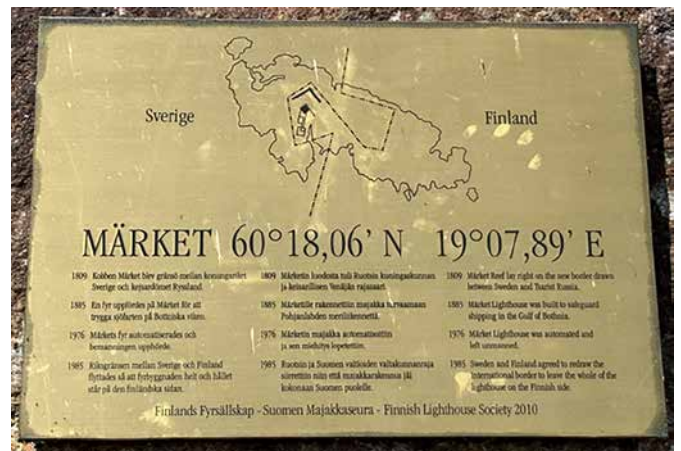 Sverige
Finland
MÄRKET 60°18,06' N 19°07,89' E
1809 Kobben Märket blev gränsö mellan konungariket
Sverige och kejsardömet Ryssland.
1885 En fyr uppfördes på Märket för att
trygga sjöfarten på Bottniska viken.
1976 Märkets fyr automatiserades och
bemanningen upphörde.
1985 Riksgränsen mellan Sverige och Finland
flyttades så att fyrbyggnaden helt och hållet
står på den finländska sidan.
1809 Märketin luodosta tuli Ruotsin kuningaskunnan
ja keisarillisen Venäjän rajasaari.
1885 Märketille rakennettiin majakka turvaamaan
Pohjanlahden meriliikennettä.
1976 Märketin majakka automatisoitiin
ja sen miehitys lopetettiin.
1985 Ruotsin ja Suomen valtioiden valtakunnanraja
siirrettiin niin että majakkarakennus jäi
kokonaan Suomen puolelle.
1809 Märket Reef lay right on the new border drawn
between Sweden and Tsarist Russia.
1885 Märket Lighthouse was built to safeguard
shipping in the Gulf of Bothnia.
1976 Märket Lighthouse was automated and
left unmanned.
1985 Sweden and Finland agreed to redraw the
international border to leave the whole of the
lighthouse on the Finnish side.
Finlands Fyrsällskap - Suomen Majakkaseura - Finnish Lighthouse Society 2010